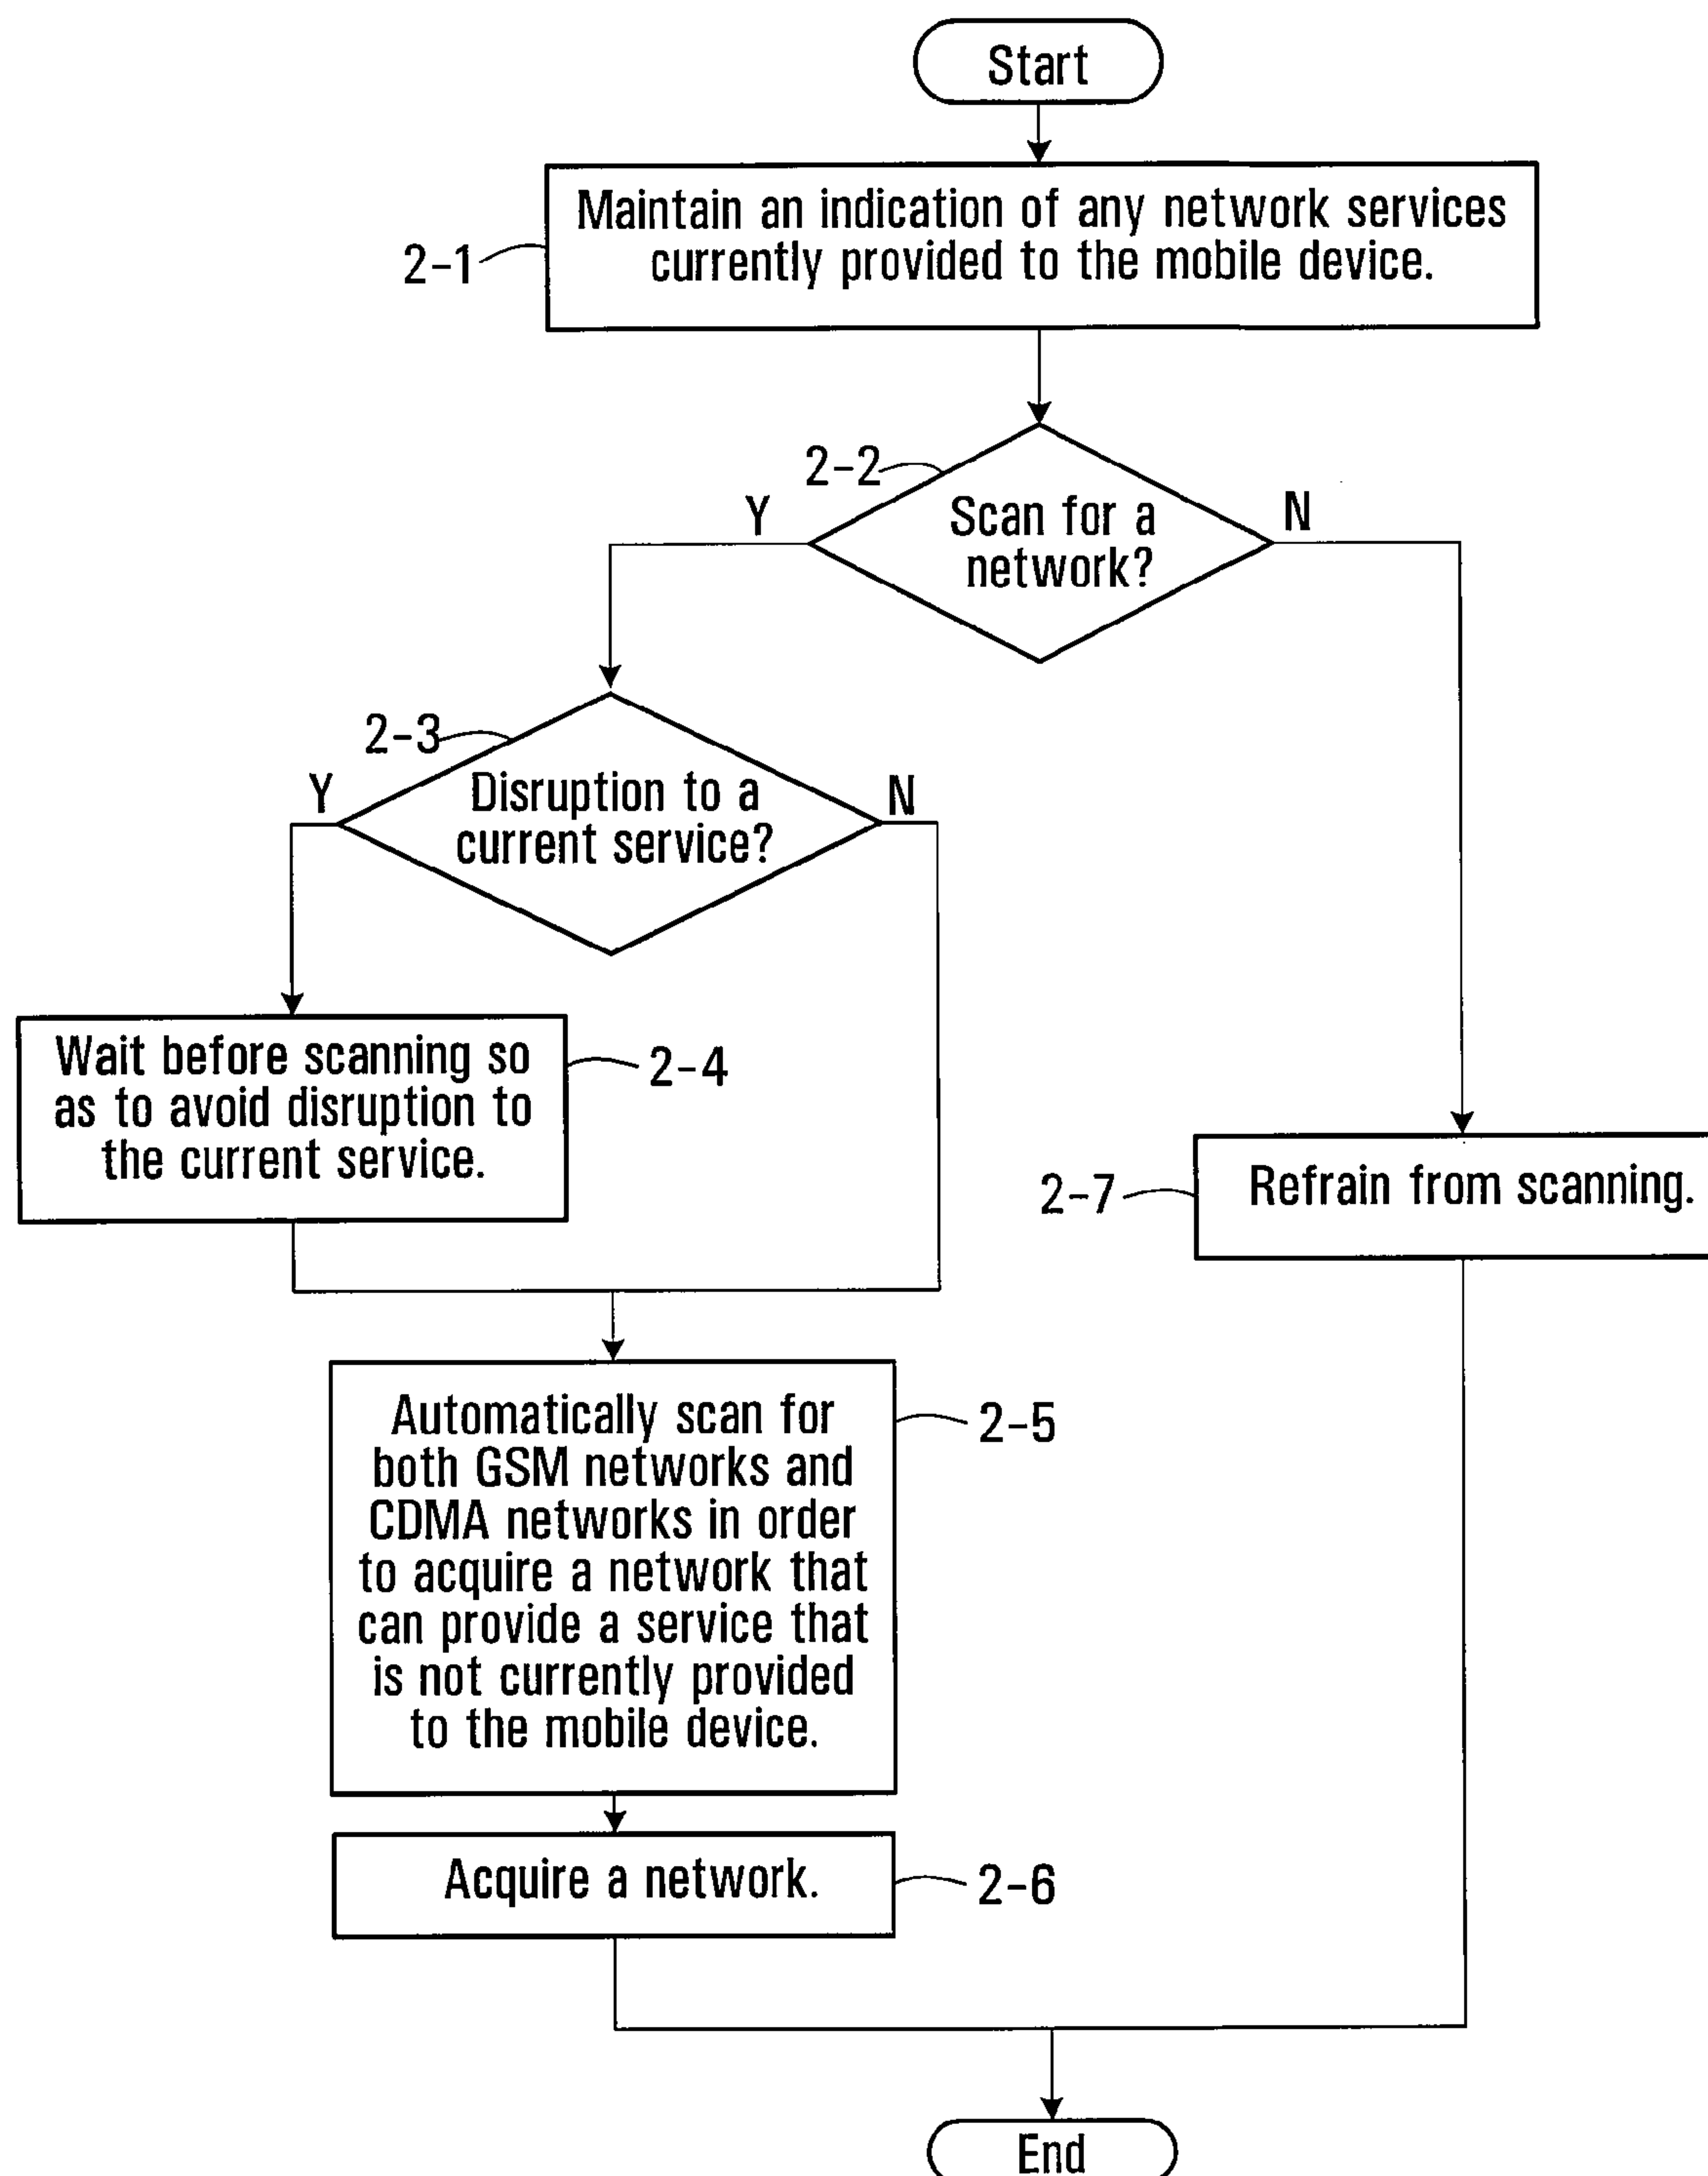 Start
Maintain an indication of any network services
currently provided to the mobile device.
2-1
2-2
Y
Scan for a
network?
N
2-3
Y
Disruption to a
current service?
N
Wait before scanning so
as to avoid disruption to
the current service.
2-4
2-7
Refrain from scanning.
Automatically scan for
both GSM networks and
CDMA networks in order
to acquire a network that
can provide a service that
is not currently provided
to the mobile device.
2-5
Acquire a network.
2-6
End